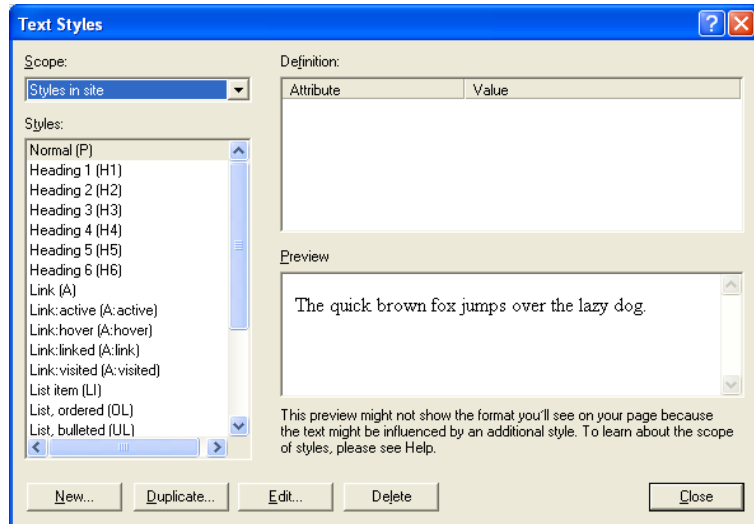 Text Styles
Scope:
Styles in site
Styles:
Normal (P)
Heading 1 (H1)
Heading 2 (H2)
Heading 3 (H3)
Heading 4 (H4)
Heading 5 (H5)
Heading 6 (H6)
Link (A)
Link:active (A:active)
Link:hover (A:hover)
Link:linked (A:link)
Link:visited (A:visited)
List item (LI)
List, ordered (OL)
List, bulleted (UL)
Definition:
Attribute Value
Preview
The quick brown fox jumps over the lazy dog.
This preview might not show the format you'll see on your page because
the text might be influenced by an additional style. To learn about the scope
of styles, please see Help.
New... Duplicate... Edit... Delete Close